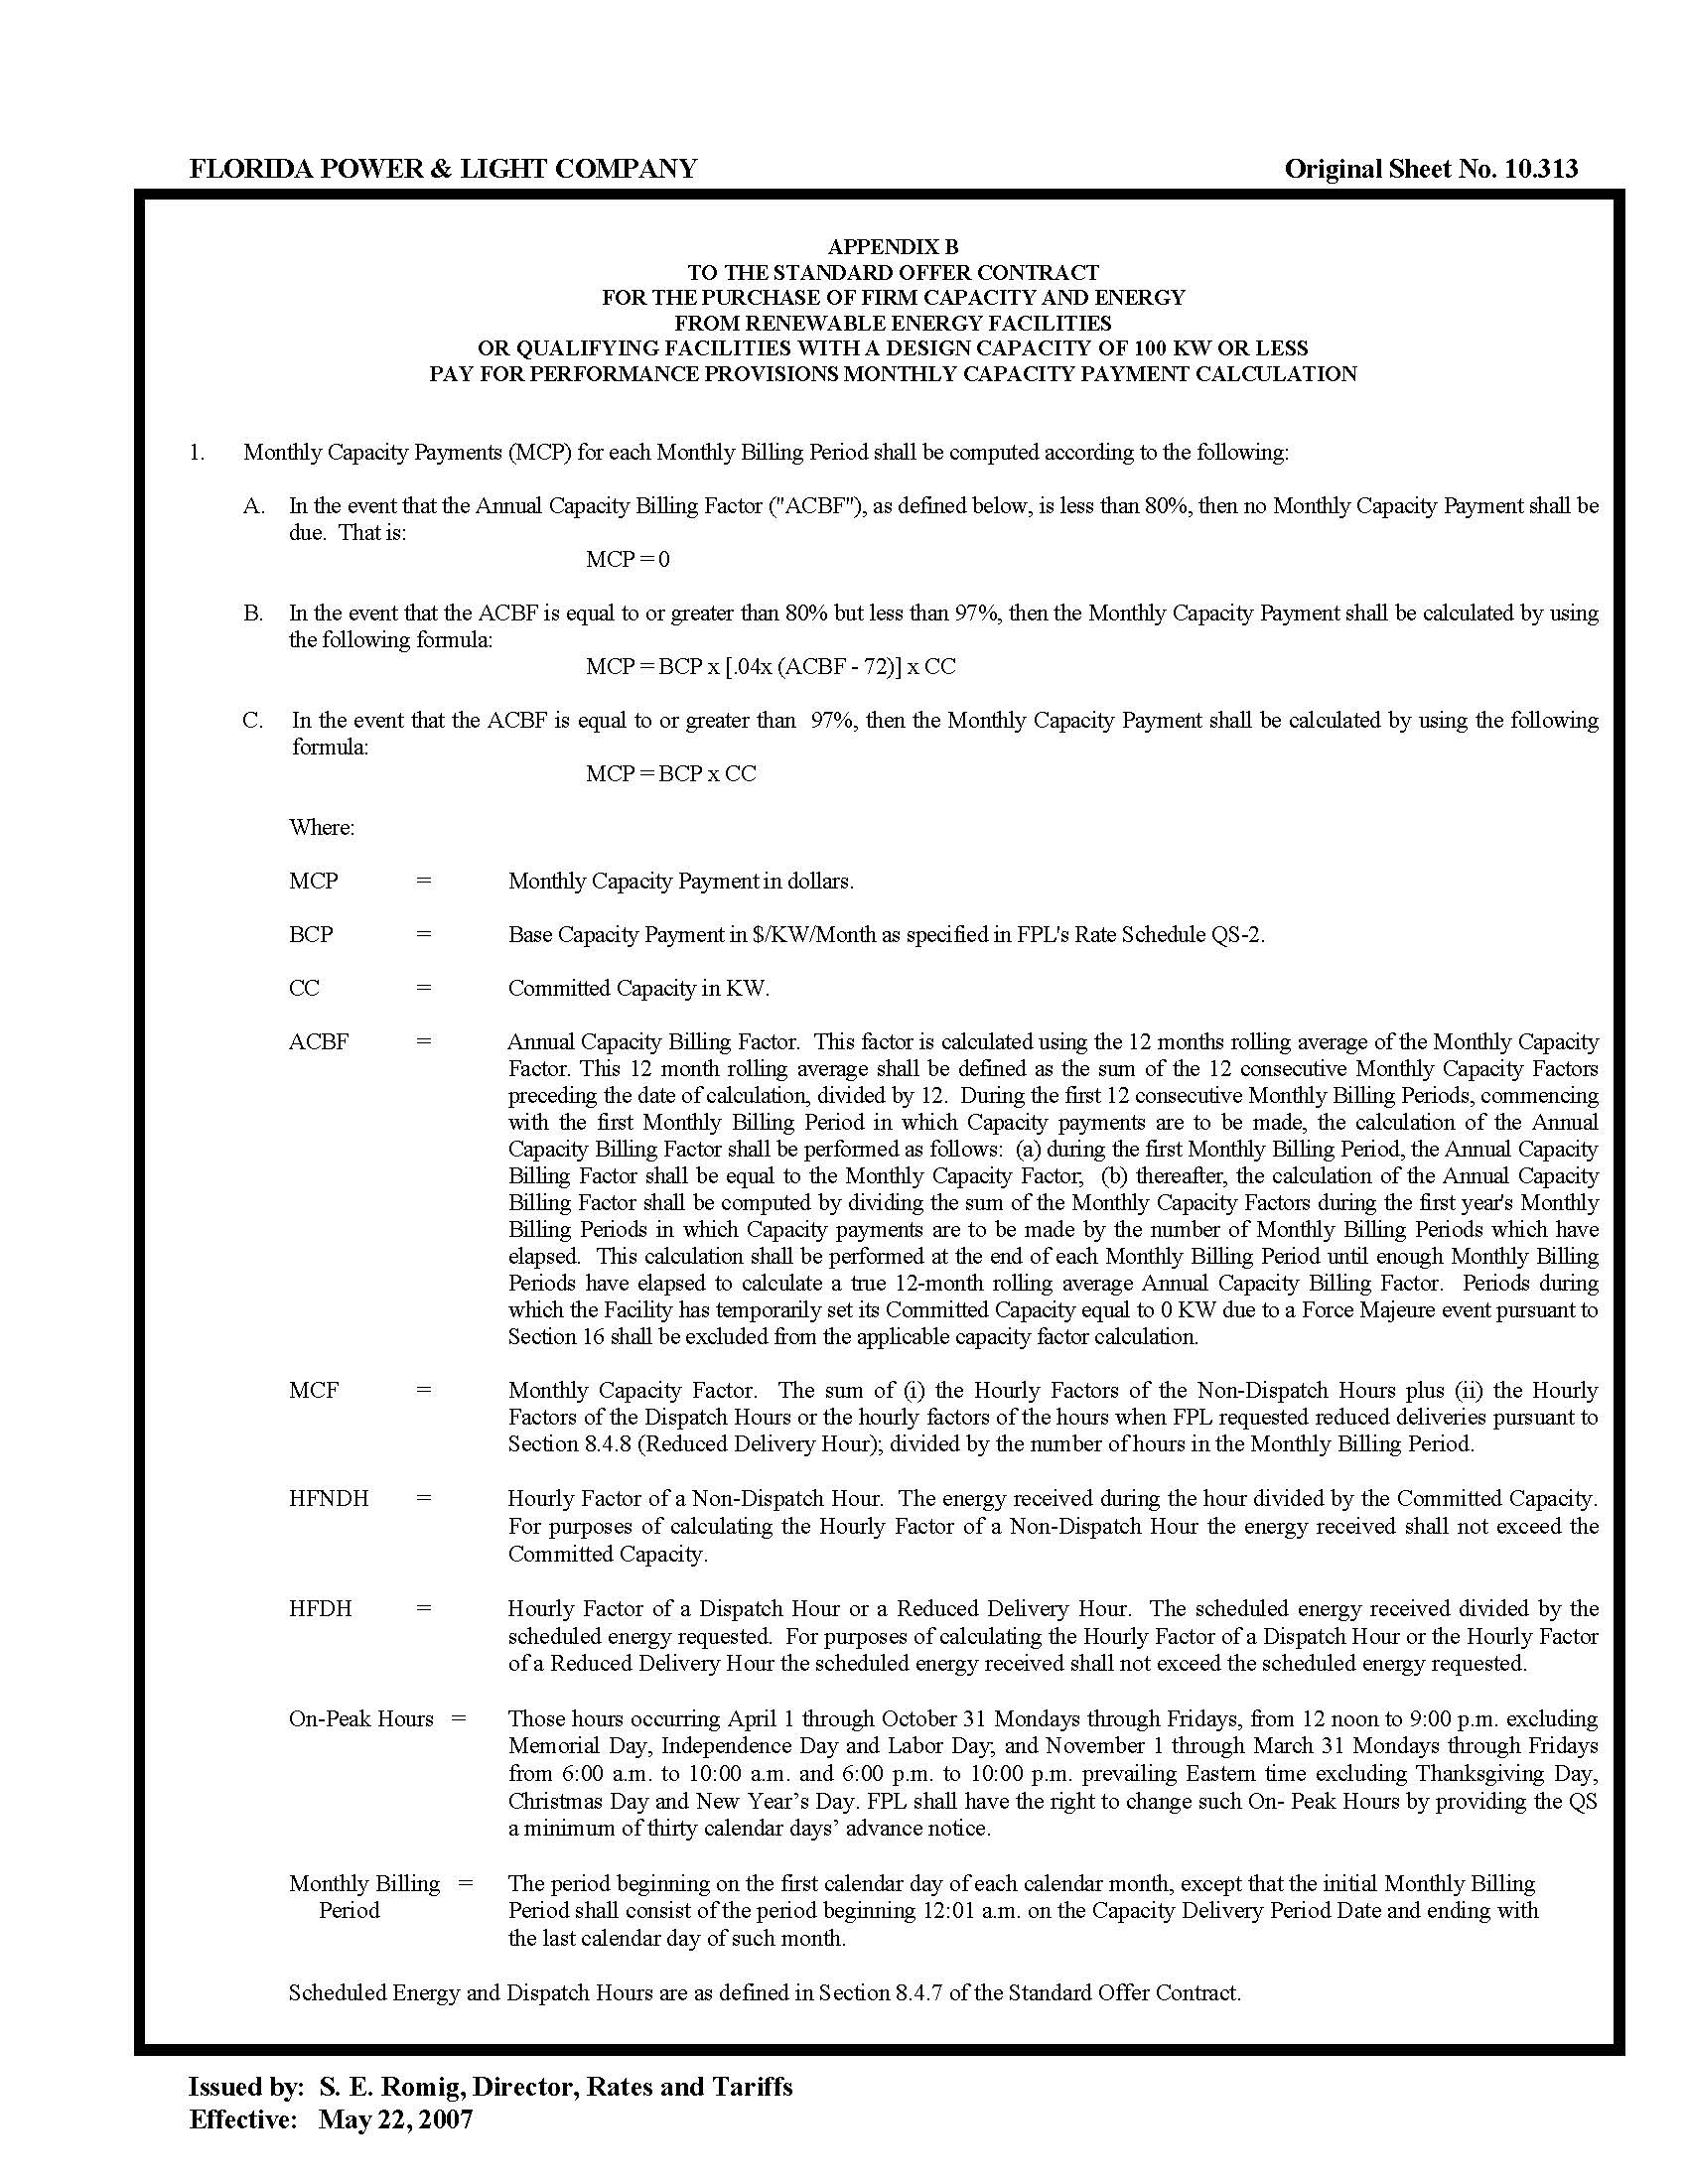 FLORIDA POWER & LIGHT COMPANY Original Sheet No. 10.313
APPENDIX B
TO THE STANDARD OFFER CONTRACT
FOR THE PURCHASE OF FIRM CAPACITY AND ENERGY
FROM RENEWABLE ENERGY FACILITIES
OR QUALIFYING FACILITIES WITH A DESIGN CAPACITY OF 100 KW OR LESS
PAY FOR PERFORMANCE PROVISIONS MONTHLY CAPACITY PAYMENT CALCULATION
1. Monthly Capacity Payments (MCP) for each Monthly Billing Period shall be computed according to the following:
A. In the event that the Annual Capacity Billing Factor ("ACBF"), as defined below, is less than 80%, then no Monthly Capacity Payment shall be
due. That is:
MCP = 0
B. In the event that the ACBF is equal to or greater than 80% but less than 97%, then the Monthly Capacity Payment shall be calculated by using
the following formula:
MCP = BCP x [.04x (ACBF - 72)] x CC
C. In the event that the ACBF is equal to or greater than 97%, then the Monthly Capacity Payment shall be calculated by using the following
formula:
MCP = BCP x CC
Where:
MCP = Monthly Capacity Payment in dollars.
BCP = Base Capacity Payment in $/KW/Month as specified in FPL's Rate Schedule QS-2.
CC = Committed Capacity in KW.
ACBF = Annual Capacity Billing Factor. This factor is calculated using the 12 months rolling average of the Monthly Capacity
Factor. This 12 month rolling average shall be defined as the sum of the 12 consecutive Monthly Capacity Factors
preceding the date of calculation, divided by 12. During the first 12 consecutive Monthly Billing Periods, commencing
with the first Monthly Billing Period in which Capacity payments are to be made, the calculation of the Annual
Capacity Billing Factor shall be performed as follows: (a) during the first Monthly Billing Period, the Annual Capacity
Billing Factor shall be equal to the Monthly Capacity Factor; (b) thereafter, the calculation of the Annual Capacity
Billing Factor shall be computed by dividing the sum of the Monthly Capacity Factors during the first year's Monthly
Billing Periods in which Capacity payments are to be made by the number of Monthly Billing Periods which have
elapsed. This calculation shall be performed at the end of each Monthly Billing Period until enough Monthly Billing
Periods have elapsed to calculate a true 12-month rolling average Annual Capacity Billing Factor. Periods during
which the Facility has temporarily set its Committed Capacity equal to 0 KW due to a Force Majeure event pursuant to
Section 16 shall be excluded from the applicable capacity factor calculation.
MCF = Monthly Capacity Factor. The sum of (i) the Hourly Factors of the Non-Dispatch Hours plus (ii) the Hourly
Factors of the Dispatch Hours or the hourly factors of the hours when FPL requested reduced deliveries pursuant to
Section 8.4.8 (Reduced Delivery Hour); divided by the number of hours in the Monthly Billing Period.
HFNDH = Hourly Factor of a Non-Dispatch Hour. The energy received during the hour divided by the Committed Capacity.
For purposes of calculating the Hourly Factor of a Non-Dispatch Hour the energy received shall not exceed the
Committed Capacity.
HFDH = Hourly Factor of a Dispatch Hour or a Reduced Delivery Hour. The scheduled energy received divided by the
scheduled energy requested. For purposes of calculating the Hourly Factor of a Dispatch Hour or the Hourly Factor
of a Reduced Delivery Hour the scheduled energy received shall not exceed the scheduled energy requested.
On-Peak Hours = Those hours occurring April 1 through October 31 Mondays through Fridays, from 12 noon to 9:00 p.m. excluding
Memorial Day, Independence Day and Labor Day; and November 1 through March 31 Mondays through Fridays
from 6:00 a.m. to 10:00 a.m. and 6:00 p.m. to 10:00 p.m. prevailing Eastern time excluding Thanksgiving Day,
Christmas Day and New Year’s Day. FPL shall have the right to change such On- Peak Hours by providing the QS
a minimum of thirty calendar days’ advance notice.
Monthly Billing = The period beginning on the first calendar day of each calendar month, except that the initial Monthly Billing
Period Period shall consist of the period beginning 12:01 a.m. on the Capacity Delivery Period Date and ending with
the last calendar day of such month.
Scheduled Energy and Dispatch Hours are as defined in Section 8.4.7 of the Standard Offer Contract.
Issued by: S. E. Romig, Director, Rates and Tariffs
Effective: May 22, 2007